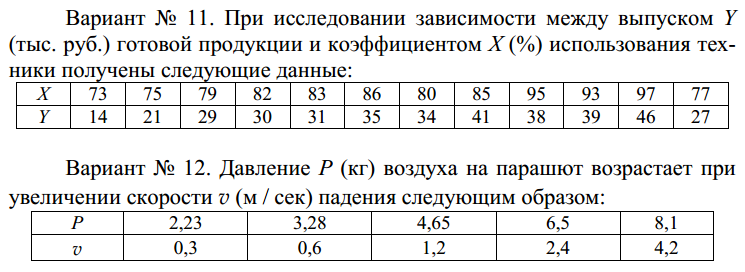 Вариант № 11. При исследовании зависимости между выпуском Y
(тыс. руб.) готовой продукции и коэффициентом X (%) использования тех-
ники получены следующие данные:
X 73 75 79 82 83 86 80 85 95 93 97 77
Y 14 21 29 30 31 35 34 41 38 39 46 27
Вариант № 12. Давление P (кг) воздуха на парашют возрастает при
увеличении скорости v (м / сек) падения следующим образом:
P 2,23 3,28 4,65 6,5 8,1
v 0,3 0,6 1,2 2,4 4,2